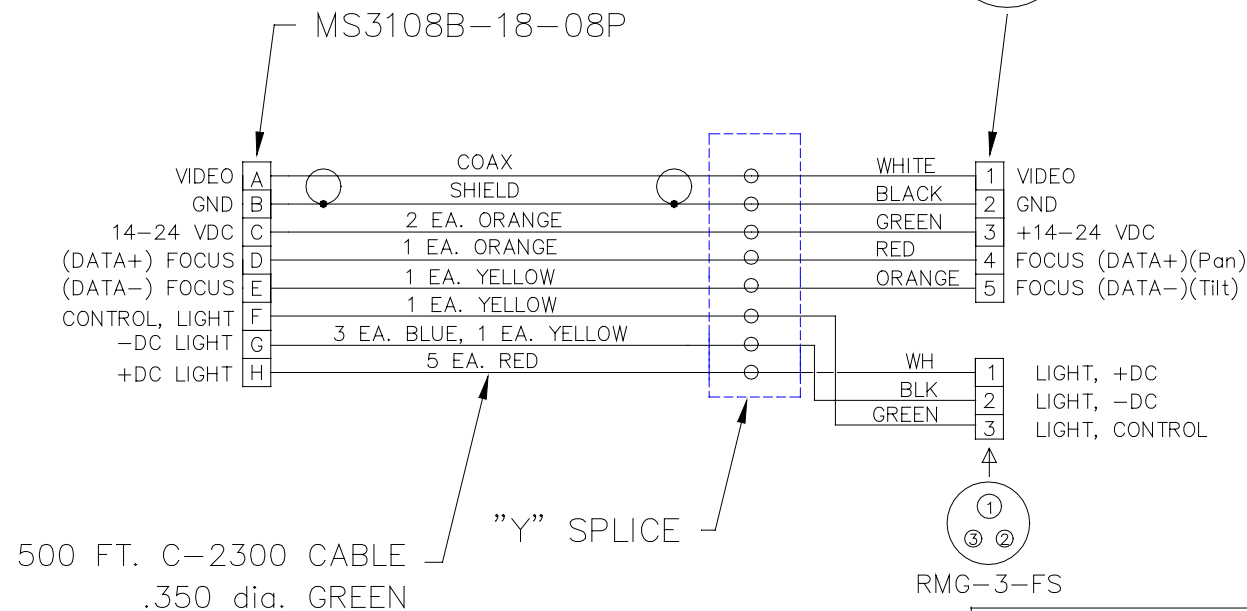 MS3108B-18-08P
VIDEO A COAX WHITE 1 VIDEO
GND B SHIELD BLACK 2 GND
14-24 VDC C 2 EA. ORANGE GREEN 3 +14-24 VDC
(DATA+) FOCUS D 1 EA. ORANGE RED 4 FOCUS (DATA+)(Pan)
(DATA-) FOCUS E 1 EA. YELLOW ORANGE 5 FOCUS (DATA-)(Tilt)
CONTROL, LIGHT F 1 EA. YELLOW
-DC LIGHT G 3 EA. BLUE, 1 EA. YELLOW
+DC LIGHT H 5 EA. RED WH 1 LIGHT, +DC
BLK 2 LIGHT, -DC
GREEN 3 LIGHT, CONTROL
1
3 2
"Y" SPLICE
500 FT. C-2300 CABLE
.350 dia. GREEN
RMG-3-FS